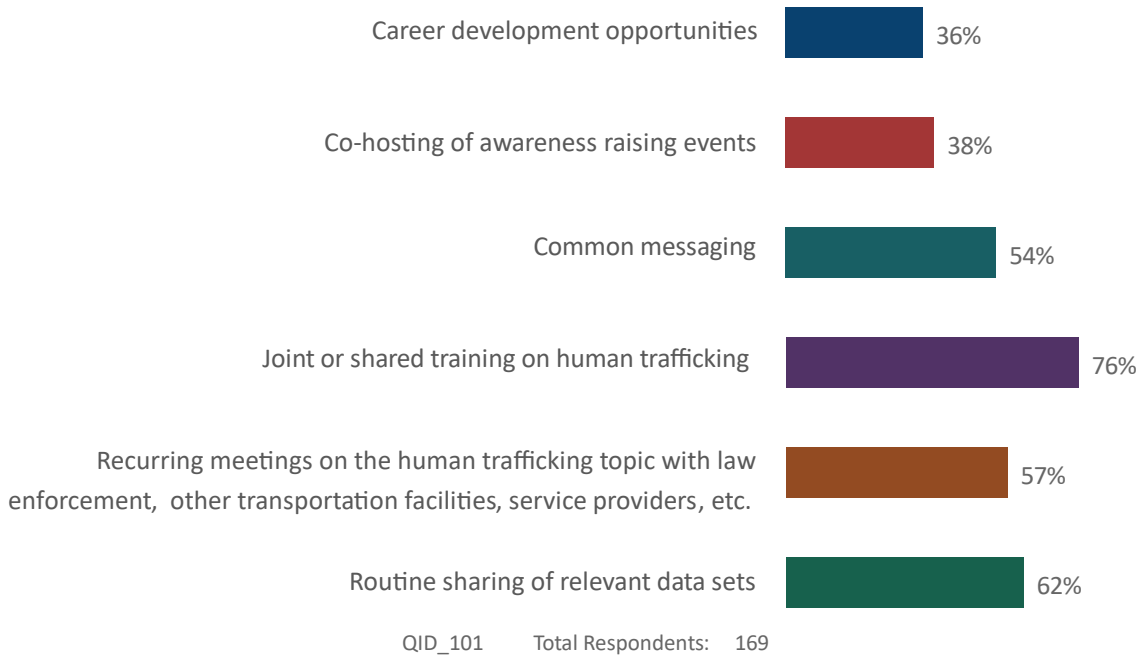 Career development opportunities 36%
Co-hosting of awareness raising events 38%
Common messaging 54%
Joint or shared training on human trafficking 76%
Recurring meetings on the human trafficking topic with law
enforcement, other transportation facilities, service providers, etc. 57%
Routine sharing of relevant data sets 62%
QID_101 Total Respondents: 169